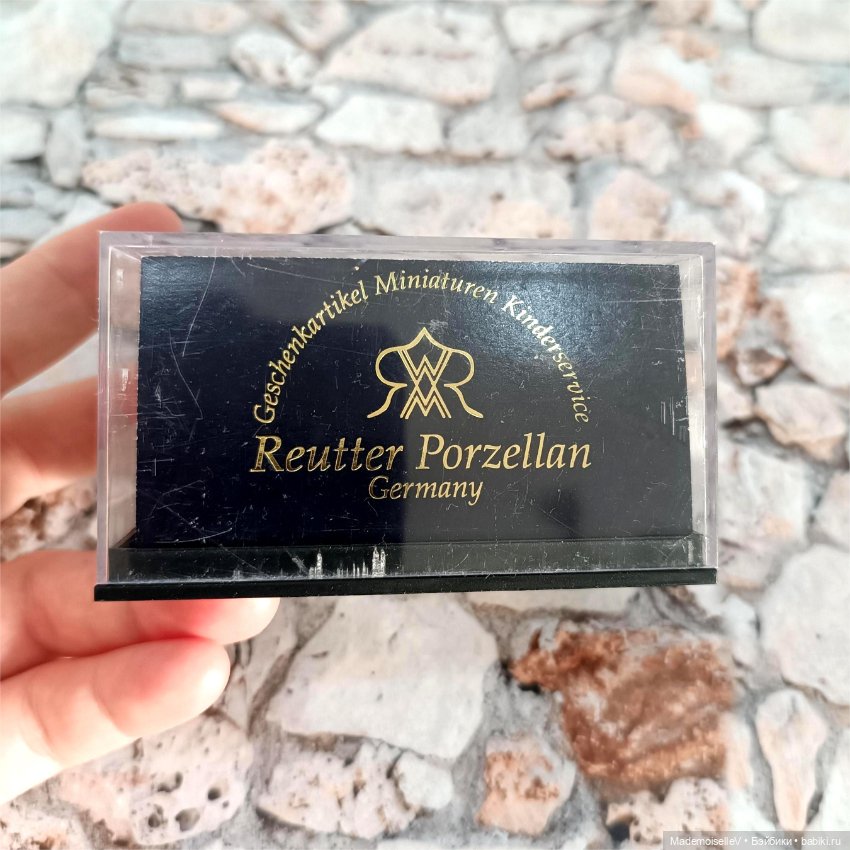 Geschenkartikel Miniaturen Kinderservice
Reutter Porzellan
Germany
MademoiselleV • Бэйбики • babiki.ru